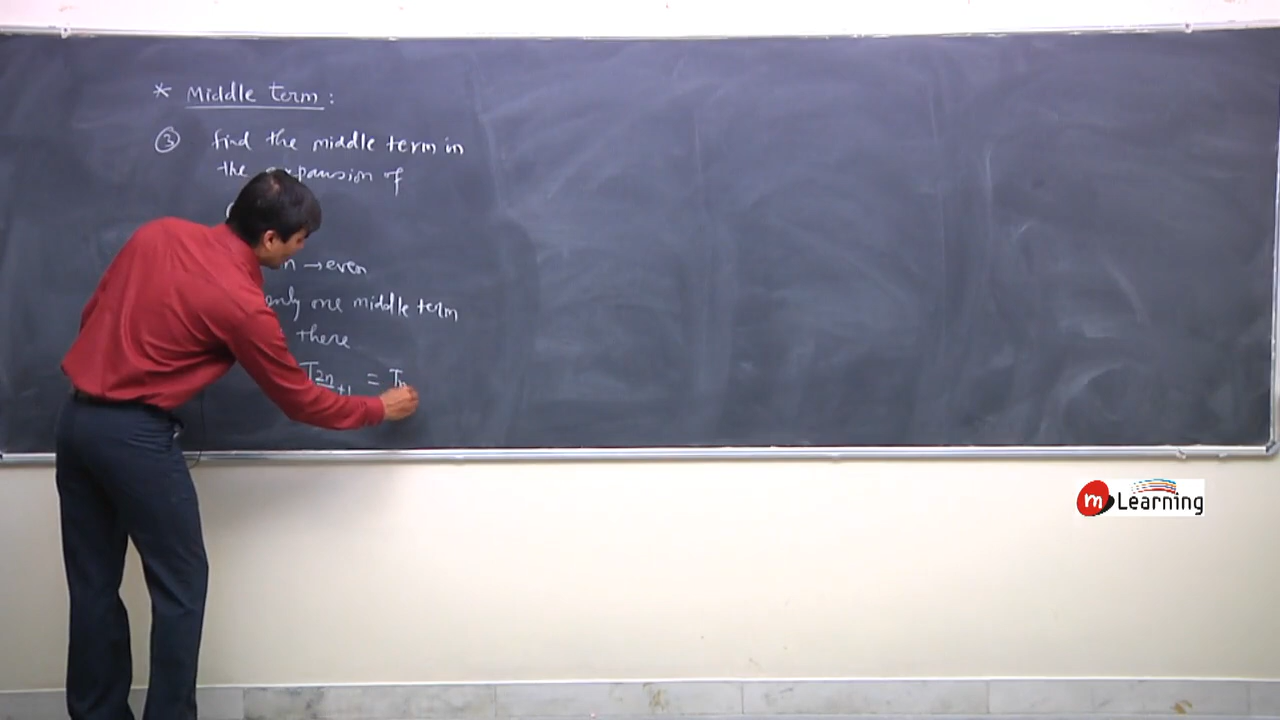 * Middle term :
③ find the middle term in
the expansion of
n → even
only one middle term
there
T2n/2+1 = Tn
m Learning